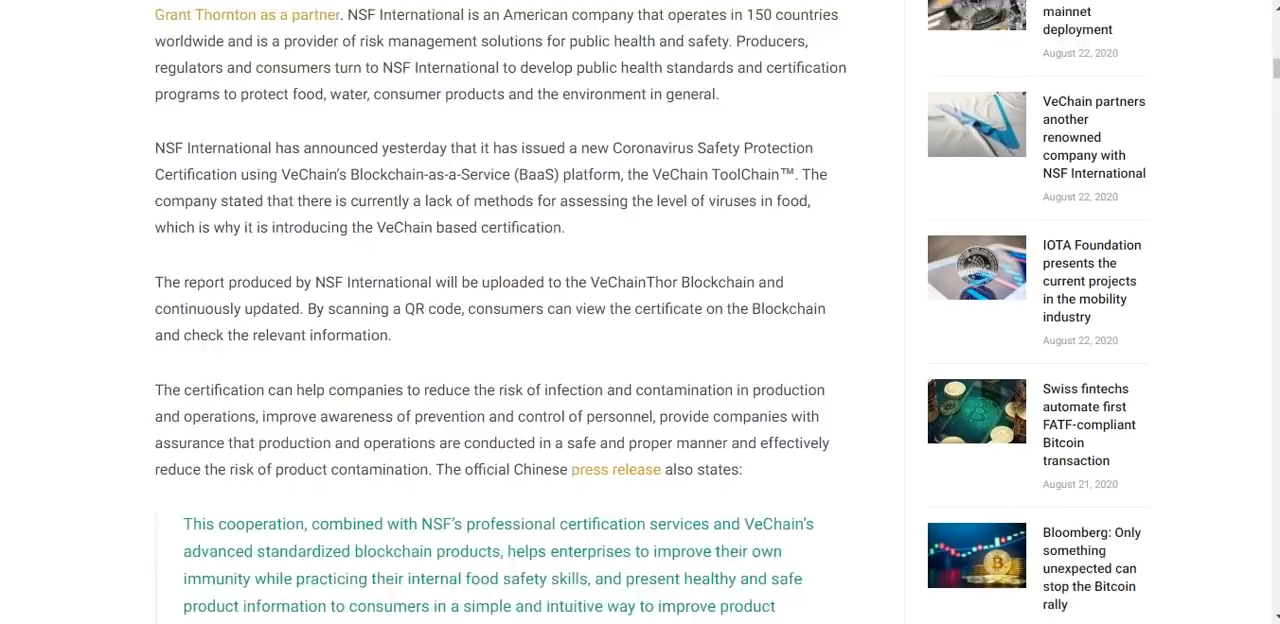 Grant Thornton as a partner. NSF International is an American company that operates in 150 countries
worldwide and is a provider of risk management solutions for public health and safety. Producers,
regulators and consumers turn to NSF International to develop public health standards and certification
programs to protect food, water, consumer products and the environment in general.
NSF International has announced yesterday that it has issued a new Coronavirus Safety Protection
Certification using VeChain's Blockchain-as-a-Service (BaaS) platform, the VeChain ToolChain™. The
company stated that there is currently a lack of methods for assessing the level of viruses in food,
which is why it is introducing the VeChain based certification.
The report produced by NSF International will be uploaded to the VeChainThor Blockchain and
continuously updated. By scanning a QR code, consumers can view the certificate on the Blockchain
and check the relevant information.
The certification can help companies to reduce the risk of infection and contamination in production
and operations, improve awareness of prevention and control of personnel, provide companies with
assurance that production and operations are conducted in a safe and proper manner and effectively
reduce the risk of product contamination. The official Chinese press release also states:
This cooperation, combined with NSF's professional certification services and VeChain's
advanced standardized blockchain products, helps enterprises to improve their own
immunity while practicing their internal food safety skills, and present healthy and safe
product information to consumers in a simple and intuitive way to improve product
mainnet
deployment
August 22, 2020
VeChain partners
another
renowned
company with
NSF International
August 22, 2020
IOTA Foundation
presents the
current projects
in the mobility
industry
August 22, 2020
Swiss fintechs
automate first
FATF-compliant
Bitcoin
transaction
August 21, 2020
Bloomberg: Only
something
unexpected can
stop the Bitcoin
rally